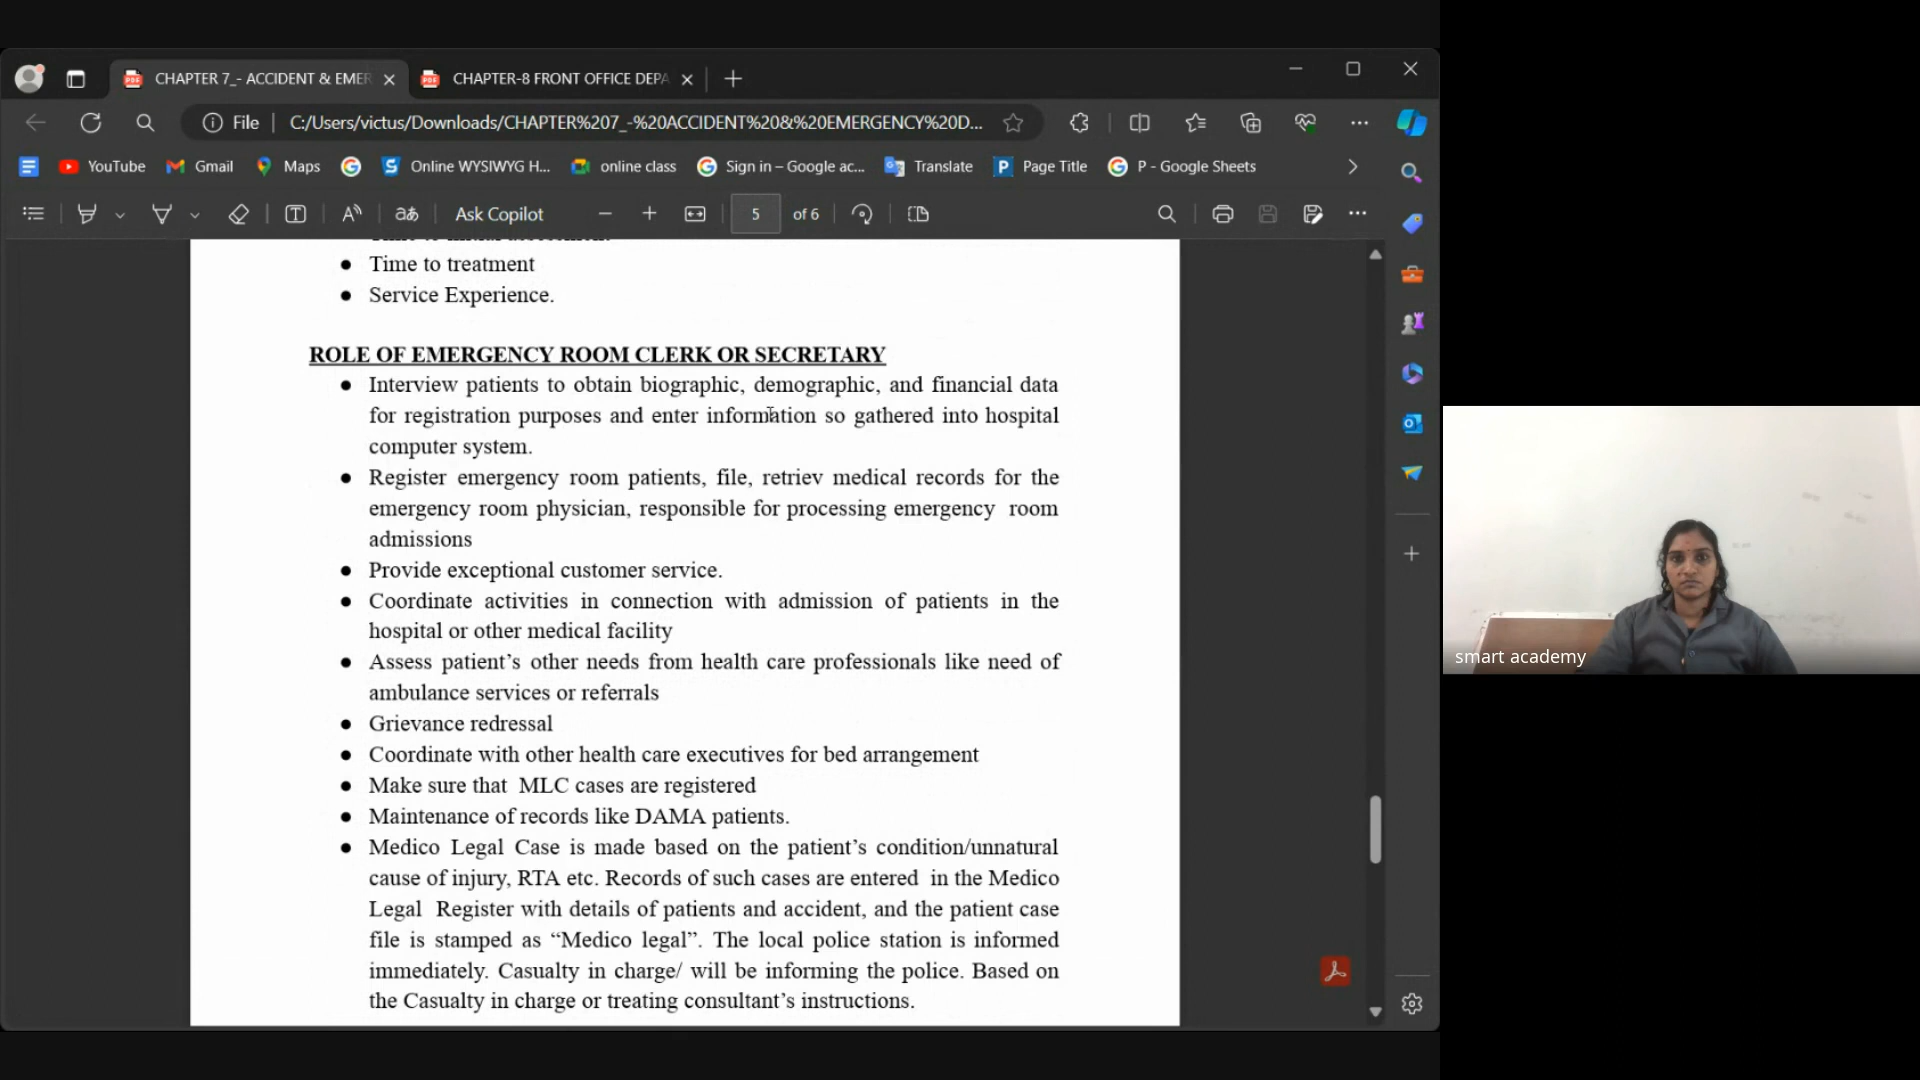 CHAPTER 7_- ACCIDENT & EMER
CHAPTER-8 FRONT OFFICE DEPA
File
C:/Users/victus/Downloads/CHAPTER%207_-%20ACCIDENT%20&%20EMERGENCY%20D...
YouTube
Gmail
Maps
Online WYSIWYG H...
online class
Sign in – Google ac...
Translate
Page Title
P - Google Sheets
Ask Copilot
5 of 6
● Time to treatment
● Service Experience.
ROLE OF EMERGENCY ROOM CLERK OR SECRETARY
● Interview patients to obtain biographic, demographic, and financial data
for registration purposes and enter information so gathered into hospital
computer system.
● Register emergency room patients, file, retriev medical records for the
emergency room physician, responsible for processing emergency room
admissions
● Provide exceptional customer service.
● Coordinate activities in connection with admission of patients in the
hospital or other medical facility
● Assess patient’s other needs from health care professionals like need of
ambulance services or referrals
● Grievance redressal
● Coordinate with other health care executives for bed arrangement
● Make sure that MLC cases are registered
● Maintenance of records like DAMA patients.
● Medico Legal Case is made based on the patient’s condition/unnatural
cause of injury, RTA etc. Records of such cases are entered in the Medico
Legal Register with details of patients and accident, and the patient case
file is stamped as “Medico legal”. The local police station is informed
immediately. Casualty in charge/ will be informing the police. Based on
the Casualty in charge or treating consultant’s instructions.
smart academy